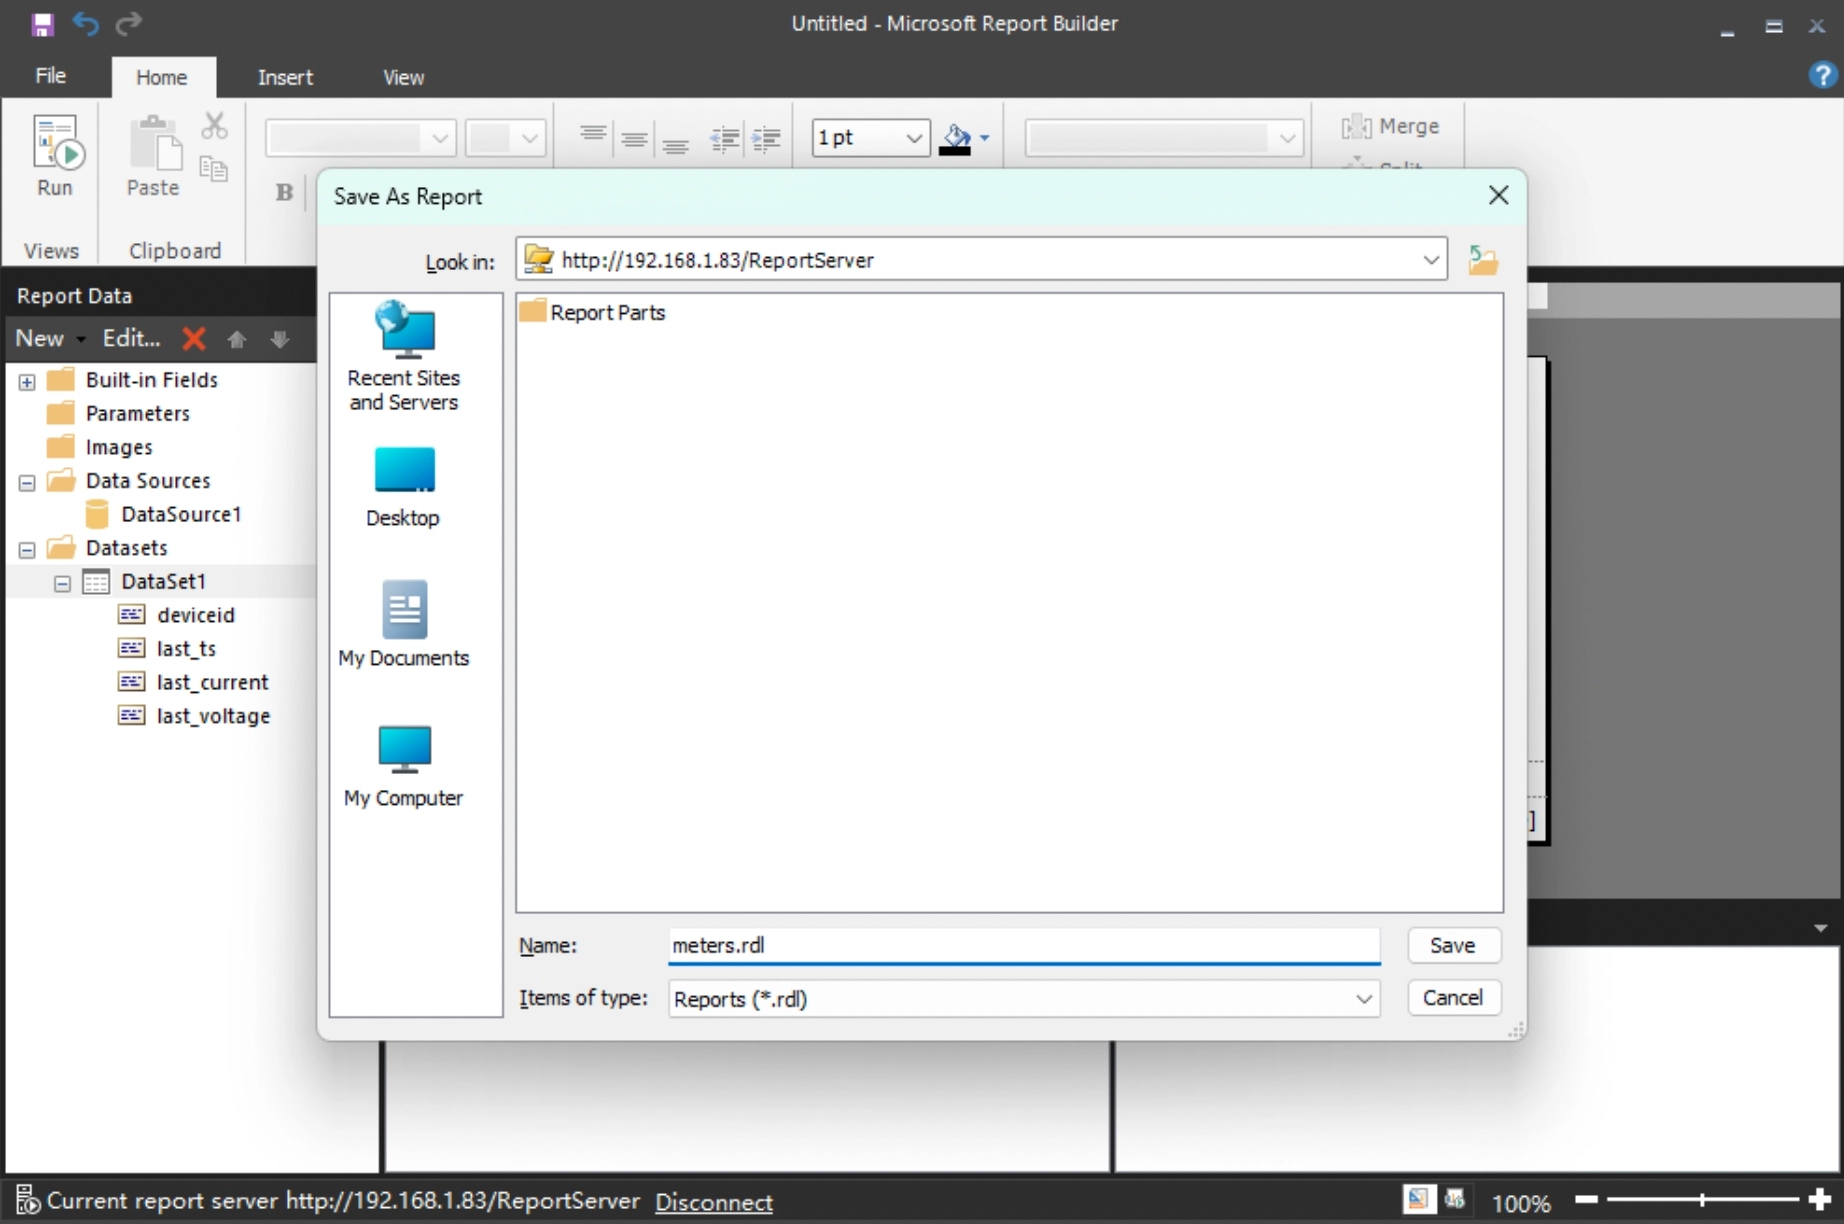 Untitled - Microsoft Report Builder
File
Home
Insert
View
Run
Paste
1 pt
Merge
B
Views
Clipboard
Save As Report
Look in:
http://192.168.1.83/ReportServer
Report Data
New
Edit...
Built-in Fields
Parameters
Images
Data Sources
DataSource1
Datasets
DataSet1
deviceid
last_ts
last_current
last_voltage
Recent Sites
and Servers
Desktop
My Documents
My Computer
Report Parts
Name:
meters.rdl
Save
Items of type:
Reports (*.rdl)
Cancel
]
Current report server http://192.168.1.83/ReportServer
Disconnect
100%